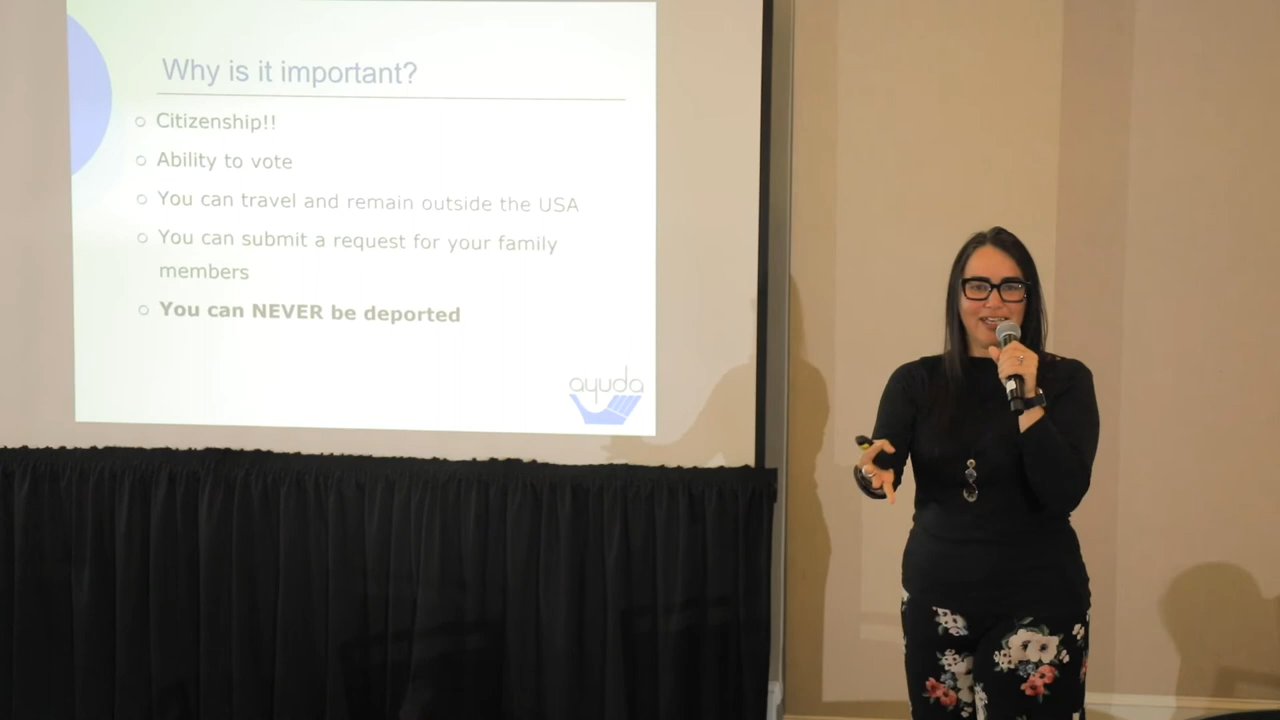 Why is it important?
Citizenship!!
Ability to vote
You can travel and remain outside the USA
You can submit a request for your family
members
You can NEVER be deported
ayuda